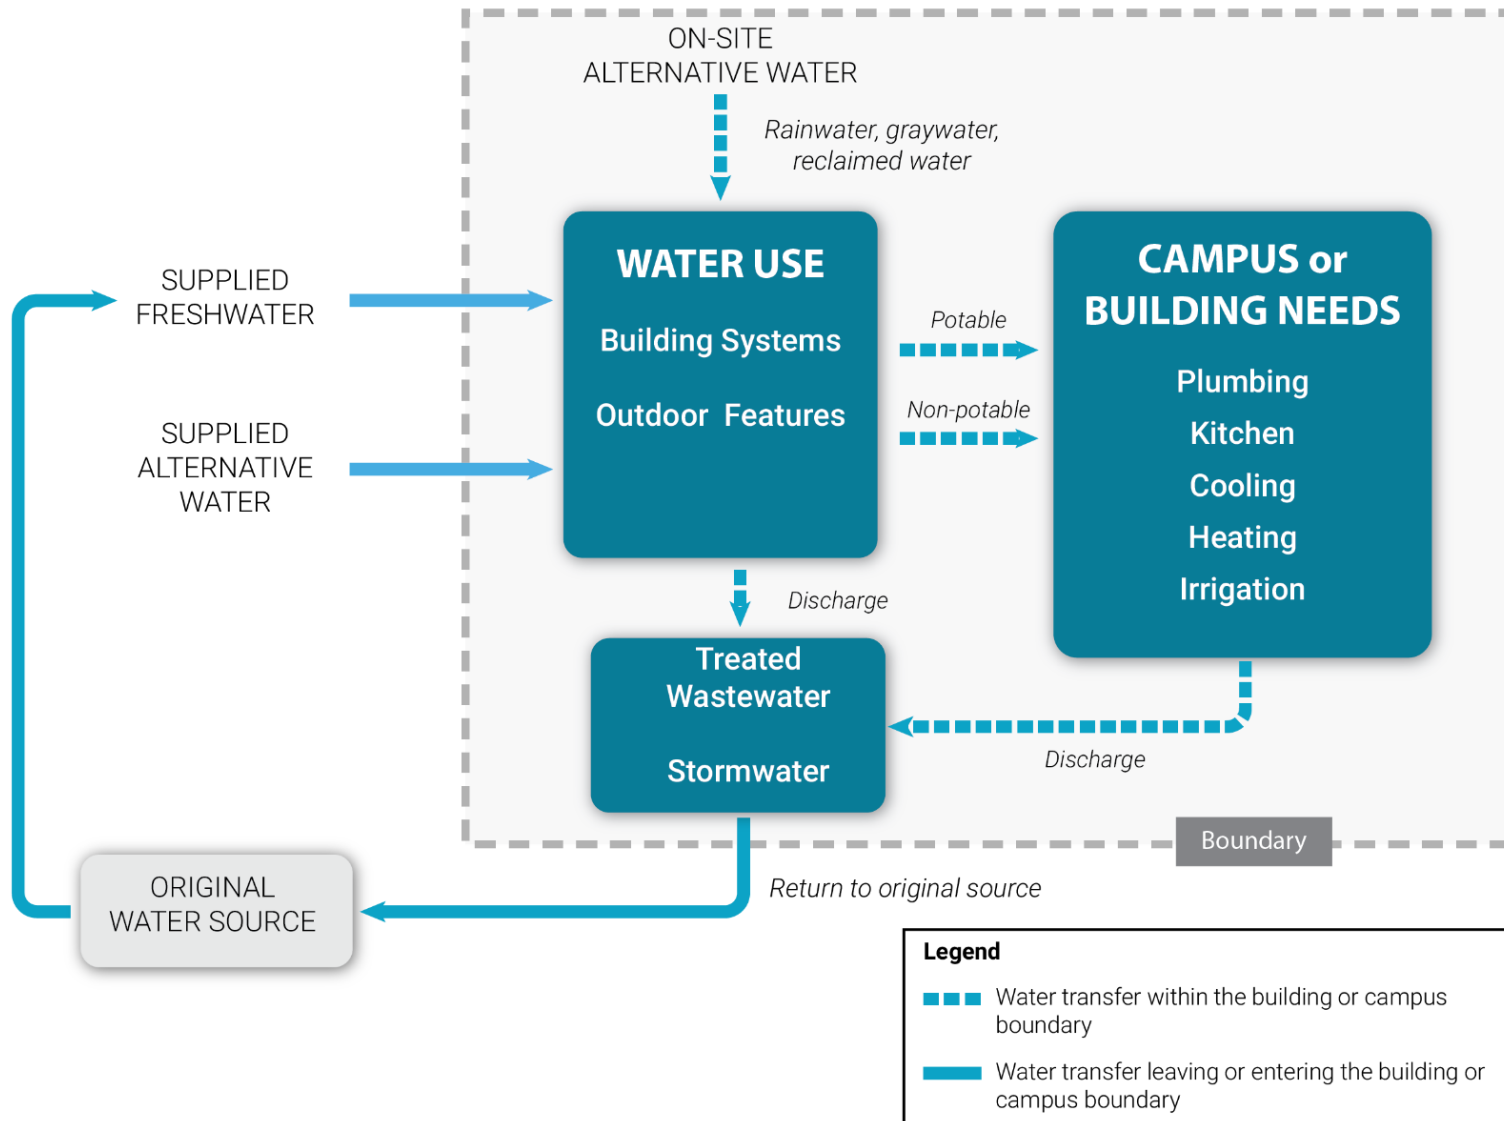 ON-SITE
ALTERNATIVE WATER
Rainwater, graywater,
reclaimed water
SUPPLIED
FRESHWATER
SUPPLIED
ALTERNATIVE
WATER
WATER USE
Building Systems
Outdoor Features
Potable
Non-potable
CAMPUS or
BUILDING NEEDS
Plumbing
Kitchen
Cooling
Heating
Irrigation
Discharge
Treated
Wastewater
Stormwater
Discharge
Boundary
ORIGINAL
WATER SOURCE
Return to original source
Legend
Water transfer within the building or campus
boundary
Water transfer leaving or entering the building or
campus boundary